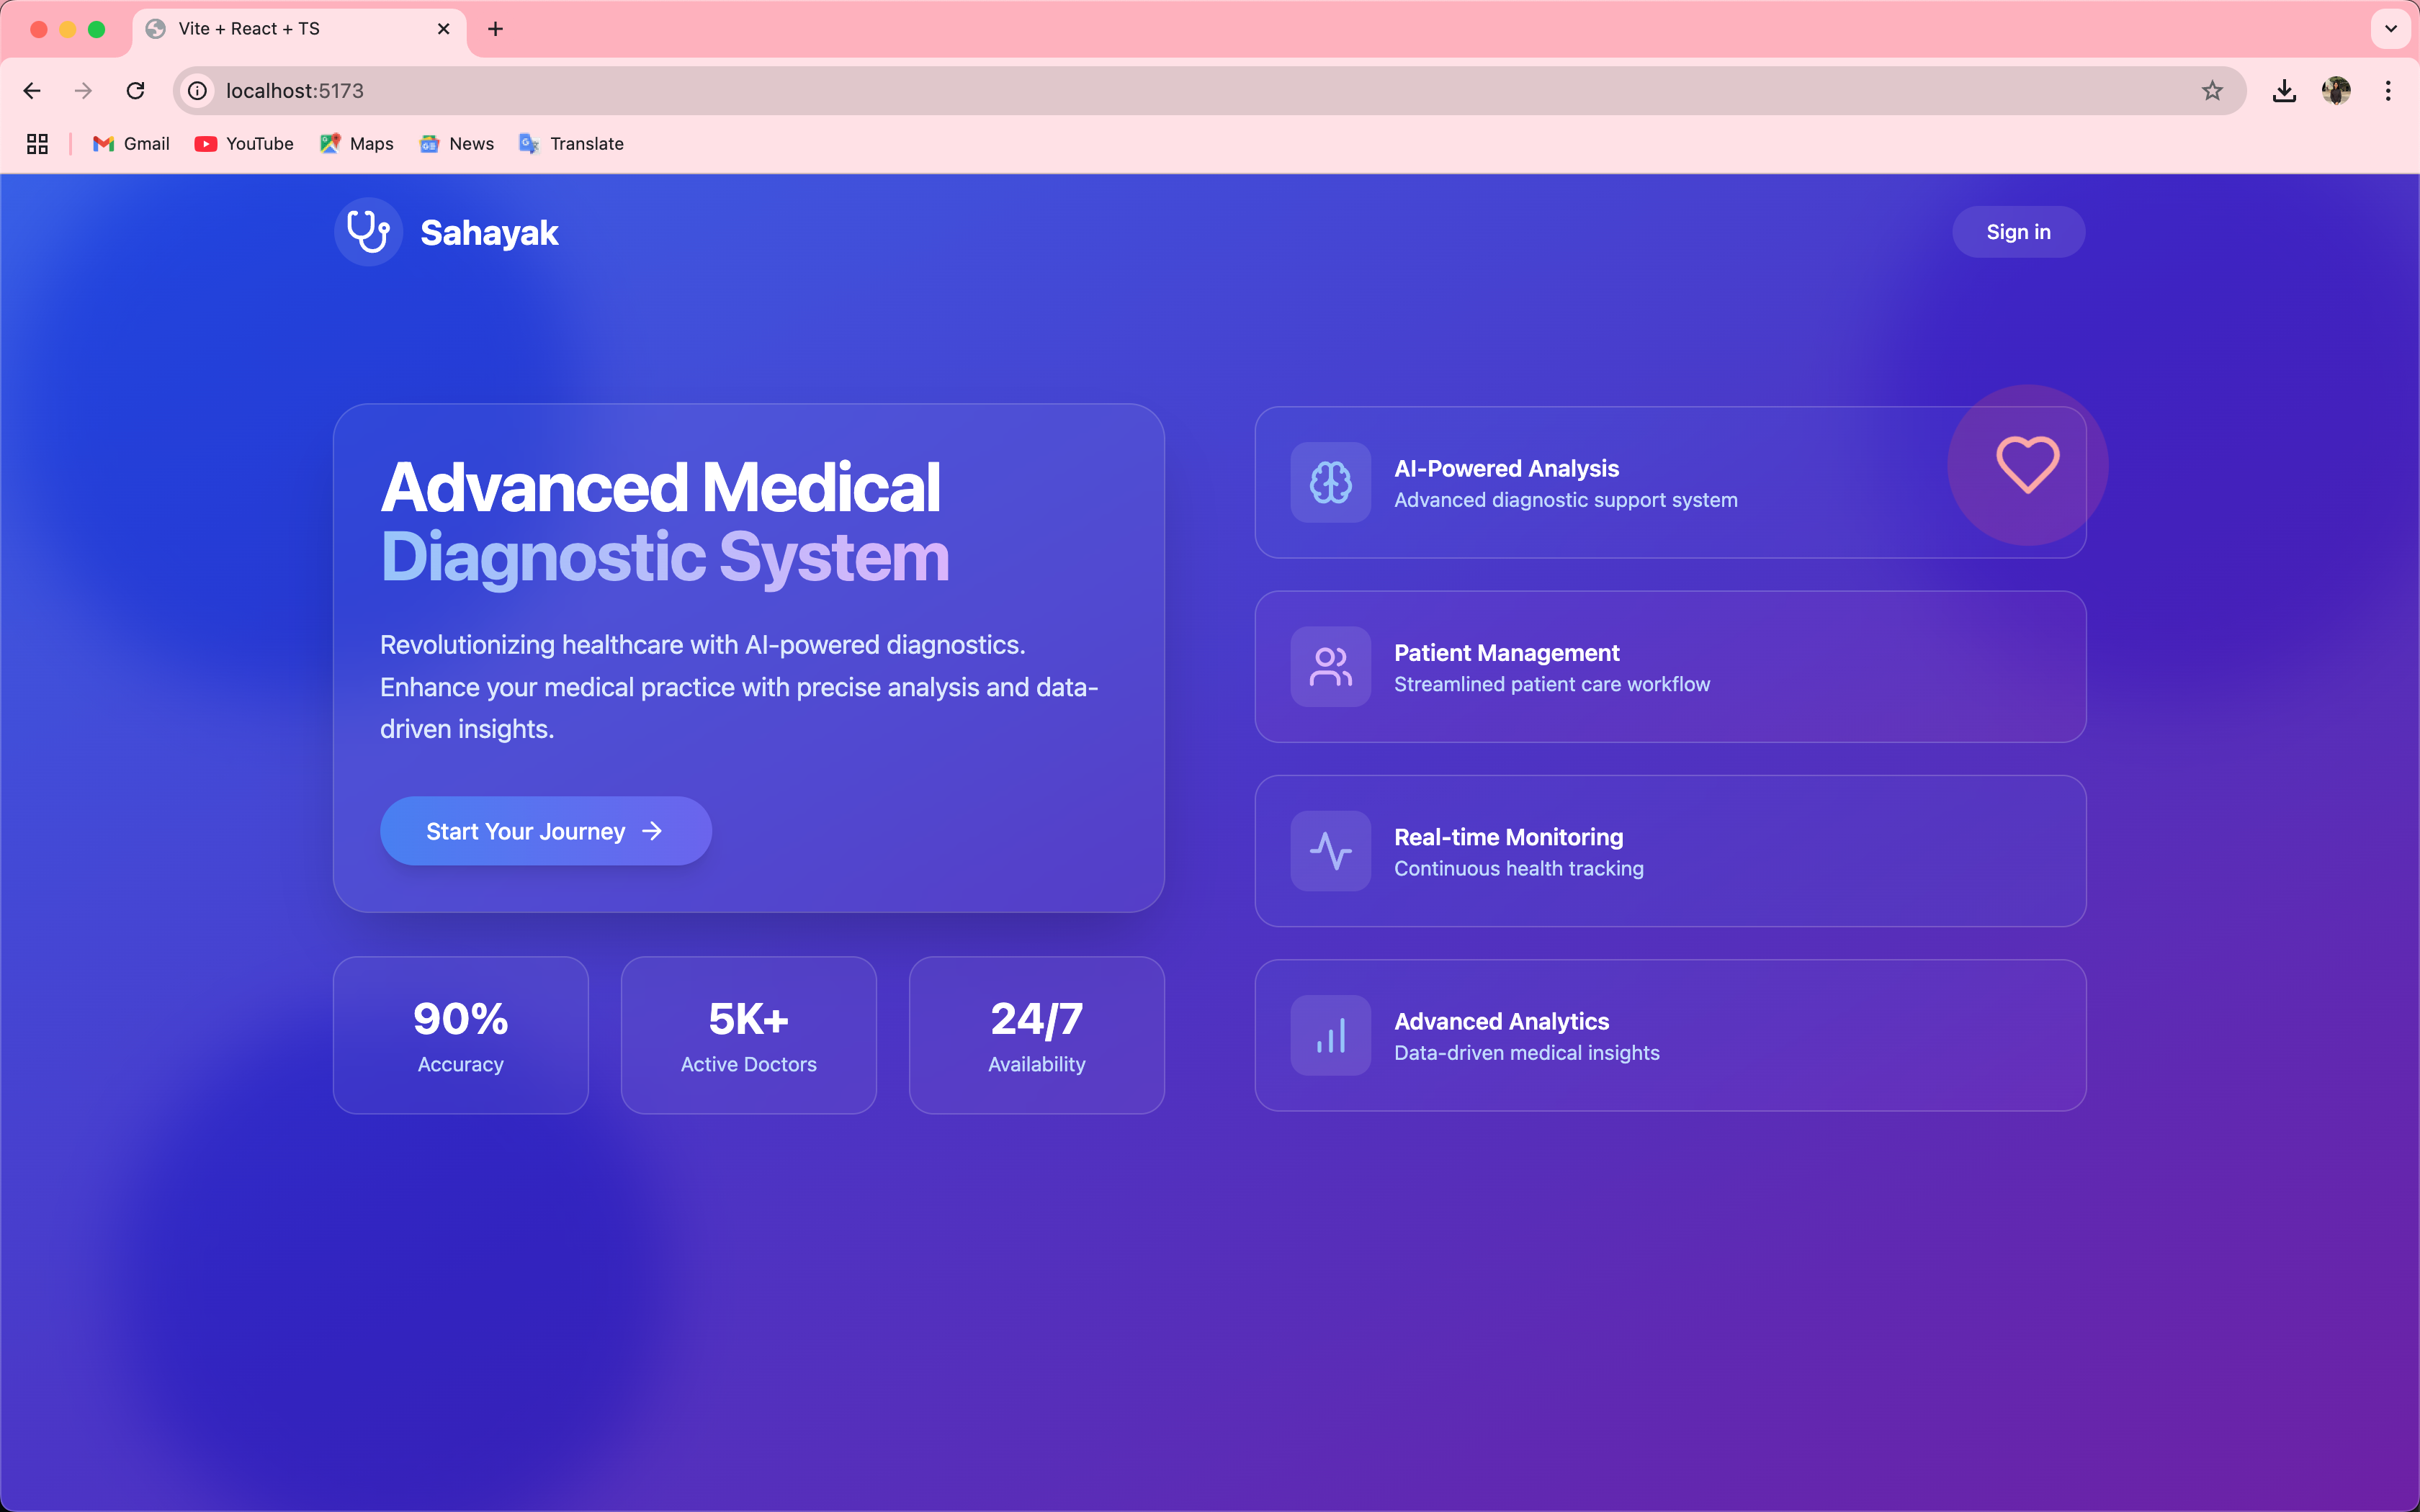 Vite + React + TS
localhost:5173
Gmail
YouTube
Maps
News
Translate
Sahayak
Sign in
Advanced Medical
Diagnostic System
Revolutionizing healthcare with AI-powered diagnostics.
Enhance your medical practice with precise analysis and data-
driven insights.
Start Your Journey
90%
Accuracy
5K+
Active Doctors
24/7
Availability
AI-Powered Analysis
Advanced diagnostic support system
Patient Management
Streamlined patient care workflow
Real-time Monitoring
Continuous health tracking
Advanced Analytics
Data-driven medical insights